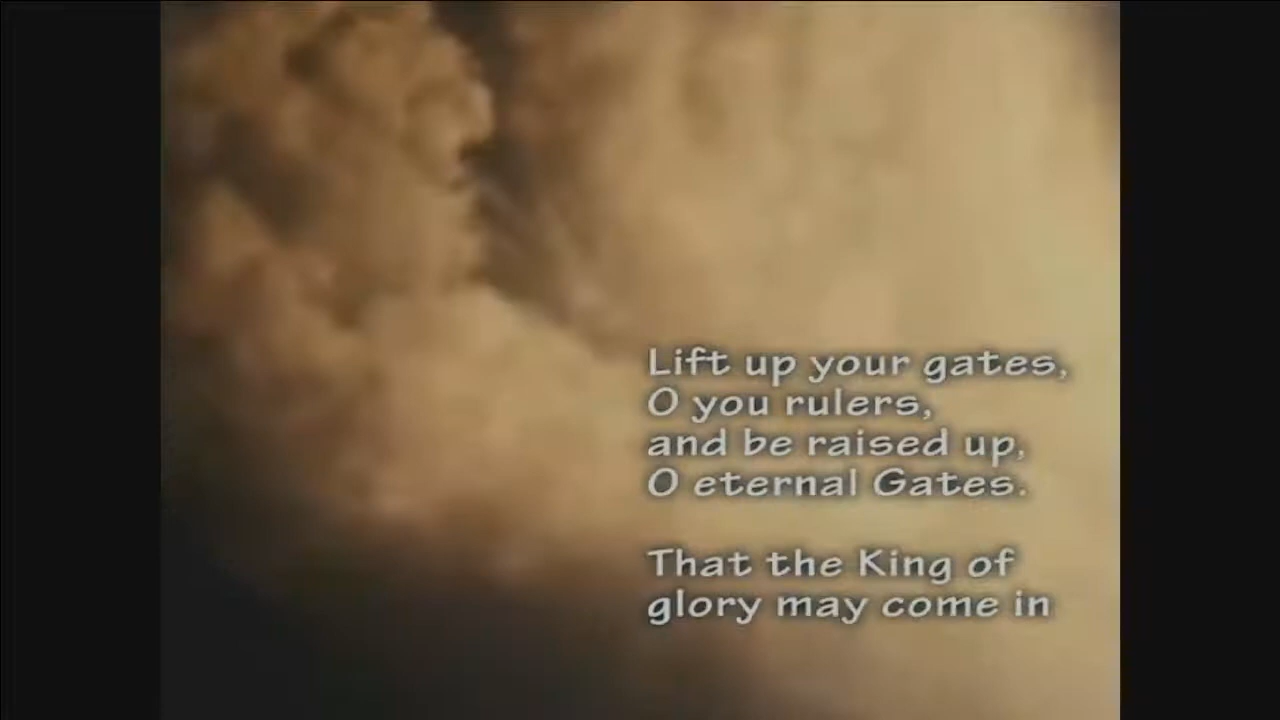 Lift up your gates,
O you rulers,
and be raised up,
O eternal Gates.
That the King of
glory may come in